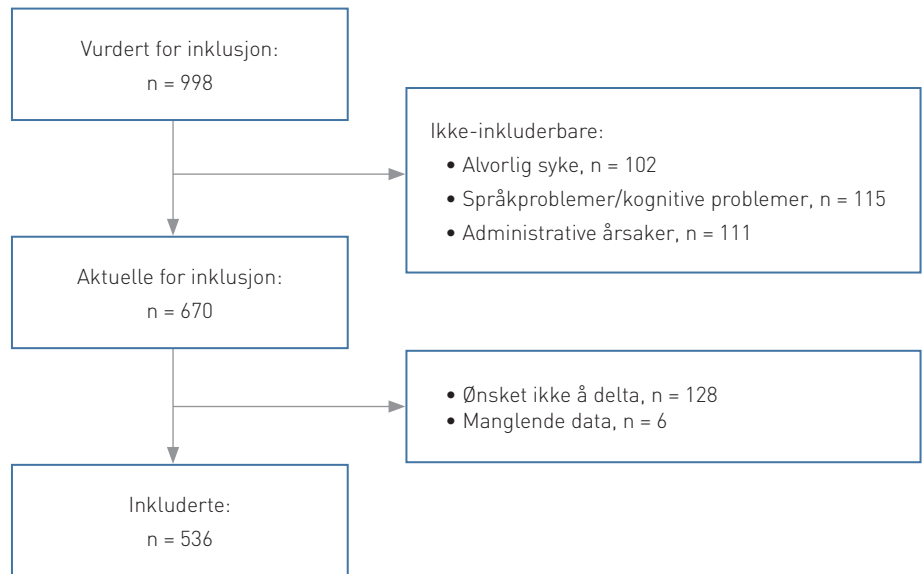 Vurdert for inklusjon:
n = 998
Ikke-inkluderbare:
• Alvorlig syke, n = 102
• Språkproblemer/kognitive problemer, n = 115
• Administrative årsaker, n = 111
Aktuelle for inklusjon:
n = 670
• Ønsket ikke å delta, n = 128
• Manglende data, n = 6
Inkluderte:
n = 536